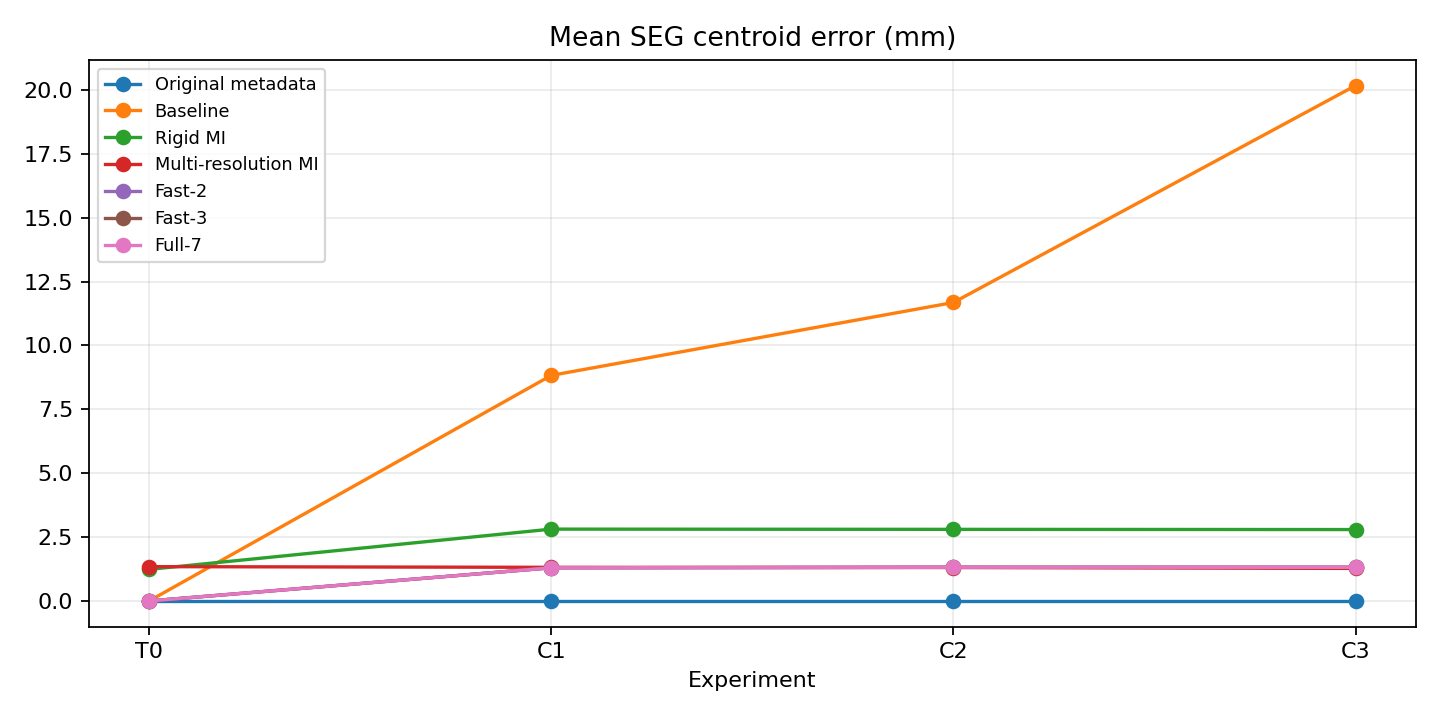 Mean SEG centroid error (mm)
20.0
17.5
15.0
12.5
10.0
7.5
5.0
2.5
0.0
Original metadata
Baseline
Rigid MI
Multi-resolution MI
Fast-2
Fast-3
Full-7
T0 C1 C2 C3
Experiment